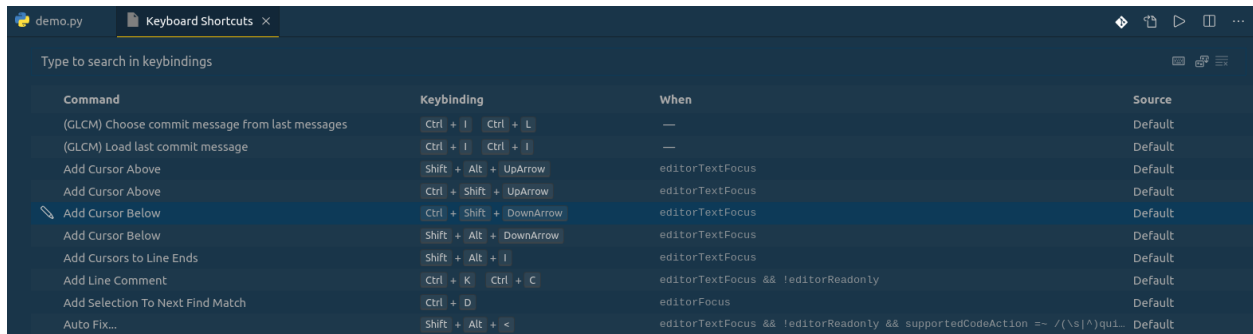 demo.py Keyboard Shortcuts ×
Type to search in keybindings
Command Keybinding When Source
(GLCM) Choose commit message from last messages Ctrl + I Ctrl + L — Default
(GLCM) Load last commit message Ctrl + I Ctrl + I — Default
Add Cursor Above Shift + Alt + UpArrow editorTextFocus Default
Add Cursor Above Ctrl + Shift + UpArrow editorTextFocus Default
Add Cursor Below Ctrl + Shift + DownArrow editorTextFocus Default
Add Cursor Below Shift + Alt + DownArrow editorTextFocus Default
Add Cursors to Line Ends Shift + Alt + I editorTextFocus Default
Add Line Comment Ctrl + K Ctrl + C editorTextFocus && !editorReadonly Default
Add Selection To Next Find Match Ctrl + D editorFocus Default
Auto Fix... Shift + Alt + < editorTextFocus && !editorReadonly && supportedCodeAction =~ /(\s|^)qui… Default